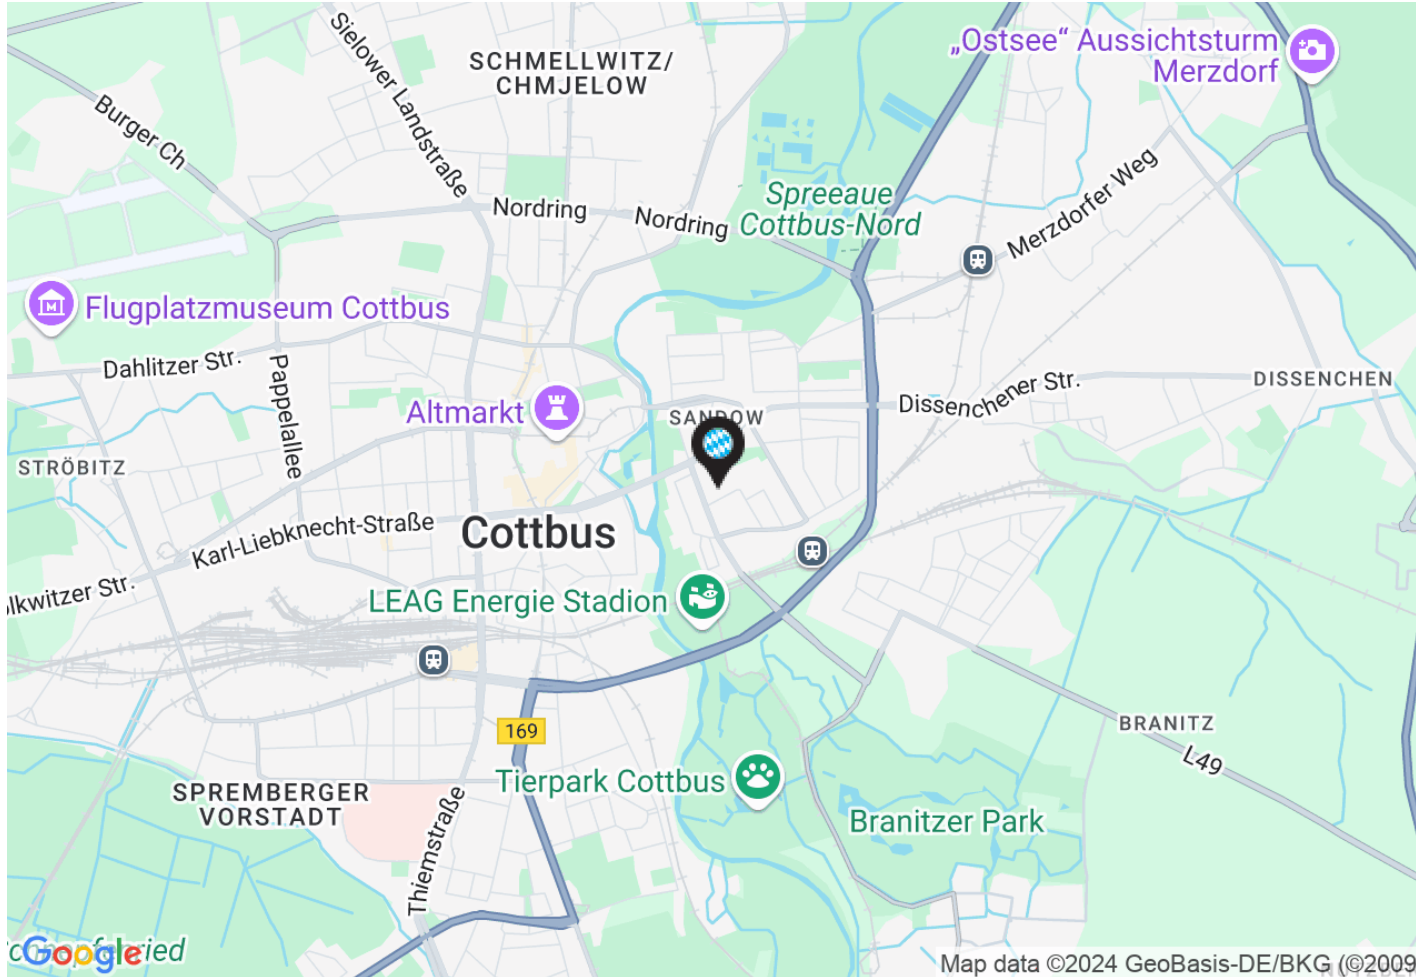 „Ostsee“ Aussichtsturm
Merzdorf
Sielower Landstraße
SCHMELLWITZ/
CHMJELOW
Burger Ch
Merzdorfer Weg
Spreeaue
Cottbus-Nord
Nordring
Nordring
Flugplatzmuseum Cottbus
Dahlitzer Str.
Pappelallee
Altmarkt
SANDOW
Dissenchener Str.
DISSENCHEN
STRÖBITZ
Karl-Liebknecht-Straße
Cottbus
LEAG Energie Stadion
169
BRANITZ
L49
Tierpark Cottbus
SPREMBERGER
VORSTADT
Thiemstraße
Branitzer Park
Google
Map data ©2024 GeoBasis-DE/BKG (©2009